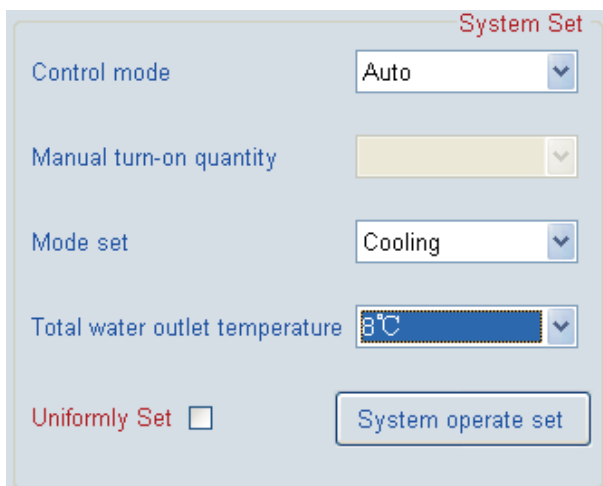 System Set
Control mode Auto
Manual turn-on quantity
Mode set Cooling
Total water outlet temperature 8℃
Uniformly Set System operate set